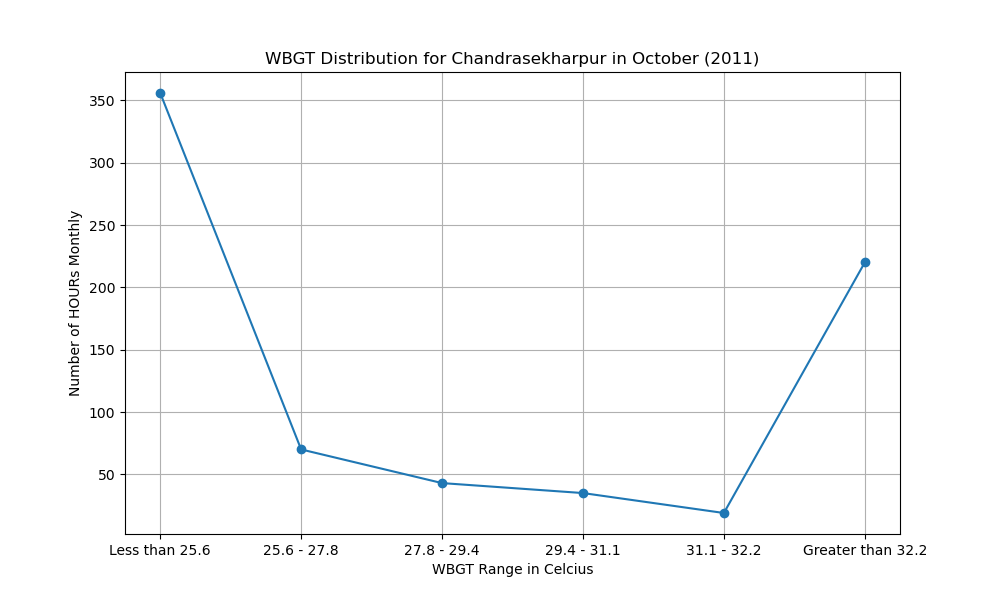 WBGT Distribution for Chandrasekharpur in October (2011)
Number of HOURs Monthly
350
300
250
200
150
100
50
Less than 25.6
25.6 - 27.8
27.8 - 29.4
29.4 - 31.1
31.1 - 32.2
Greater than 32.2
WBGT Range in Celcius